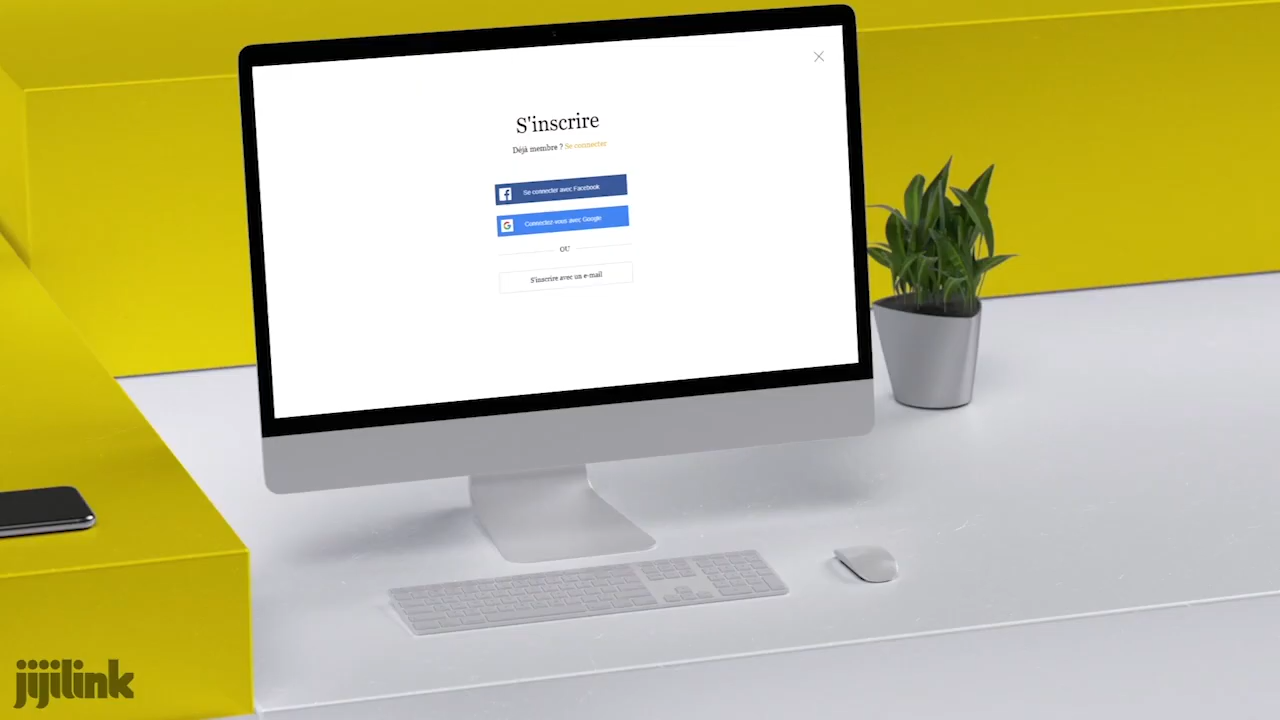 S'inscrire
Déjà membre ? Se connecter
Se connecter avec Facebook
Connectez-vous avec Google
OU
S'inscrire avec un e-mail
jijilink